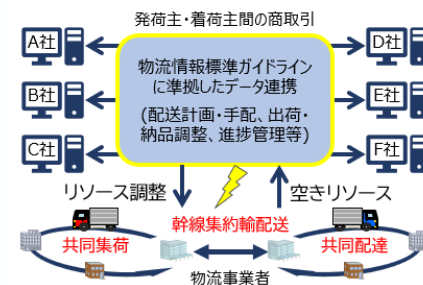 発荷主・着荷主間の商取引
A社
D社
物流情報標準ガイドライン
に準拠したデータ連携
B社
E社
(配送計画・手配、出荷・
納品調整、進捗管理等)
C社
F社
リソース調整
空きリソース
幹線集約輸配送
共同集荷
共同配達
物流事業者